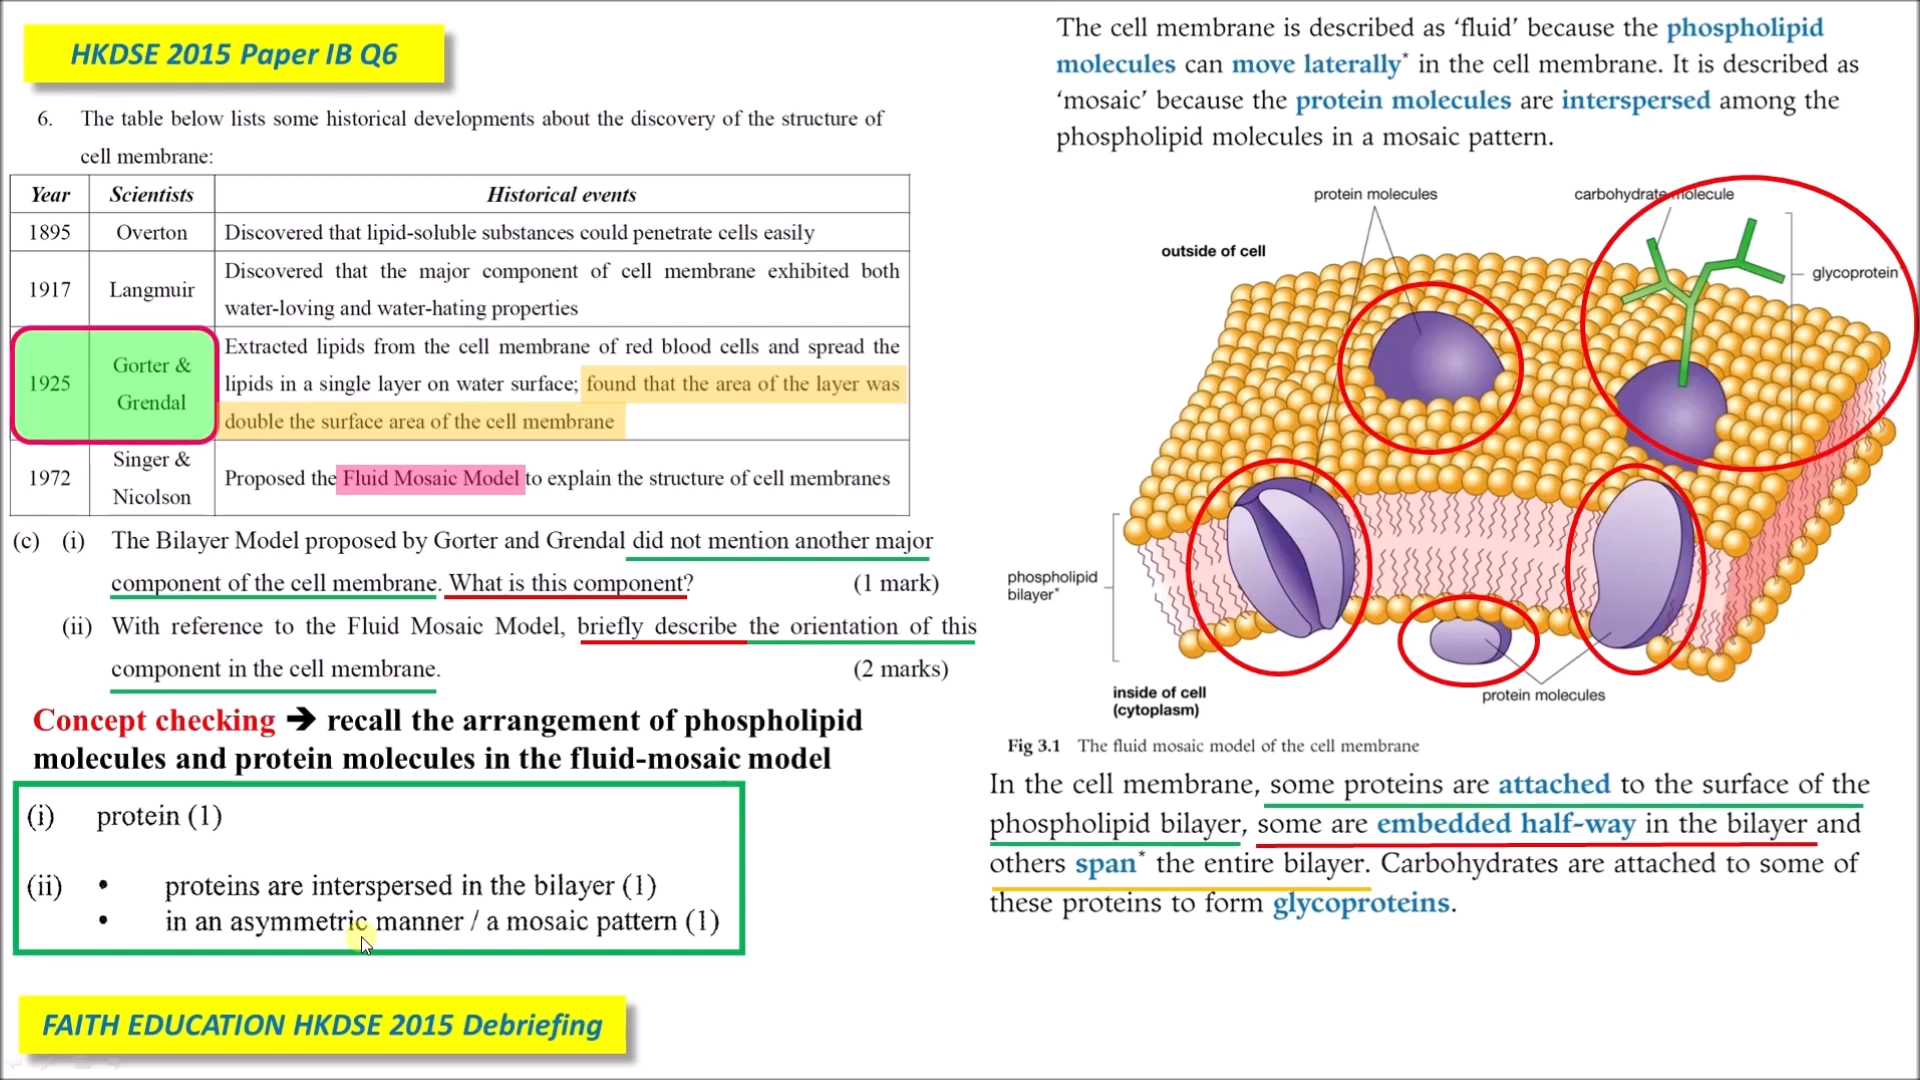 HKDSE 2015 Paper IB Q6
6. The table below lists some historical developments about the discovery of the structure of
cell membrane:
Year Scientists Historical events
1895 Overton Discovered that lipid-soluble substances could penetrate cells easily
1917 Langmuir Discovered that the major component of cell membrane exhibited both
water-loving and water-hating properties
1925 Gorter & Grendal Extracted lipids from the cell membrane of red blood cells and spread the
lipids in a single layer on water surface; found that the area of the layer was
double the surface area of the cell membrane
1972 Singer & Nicolson Proposed the Fluid Mosaic Model to explain the structure of cell membranes
(c) (i) The Bilayer Model proposed by Gorter and Grendal did not mention another major
component of the cell membrane. What is this component? (1 mark)
(ii) With reference to the Fluid Mosaic Model, briefly describe the orientation of this
component in the cell membrane. (2 marks)
Concept checking ➔ recall the arrangement of phospholipid
molecules and protein molecules in the fluid-mosaic model
(i) protein (1)
(ii) • proteins are interspersed in the bilayer (1)
• in an asymmetric manner / a mosaic pattern (1)
FAITH EDUCATION HKDSE 2015 Debriefing
The cell membrane is described as ‘fluid’ because the phospholipid
molecules can move laterally* in the cell membrane. It is described as
‘mosaic’ because the protein molecules are interspersed among the
phospholipid molecules in a mosaic pattern.
protein molecules
carbohydrate molecule
outside of cell
glycoprotein
phospholipid
bilayer*
inside of cell
(cytoplasm)
protein molecules
Fig 3.1 The fluid mosaic model of the cell membrane
In the cell membrane, some proteins are attached to the surface of the
phospholipid bilayer, some are embedded half-way in the bilayer and
others span* the entire bilayer. Carbohydrates are attached to some of
these proteins to form glycoproteins.